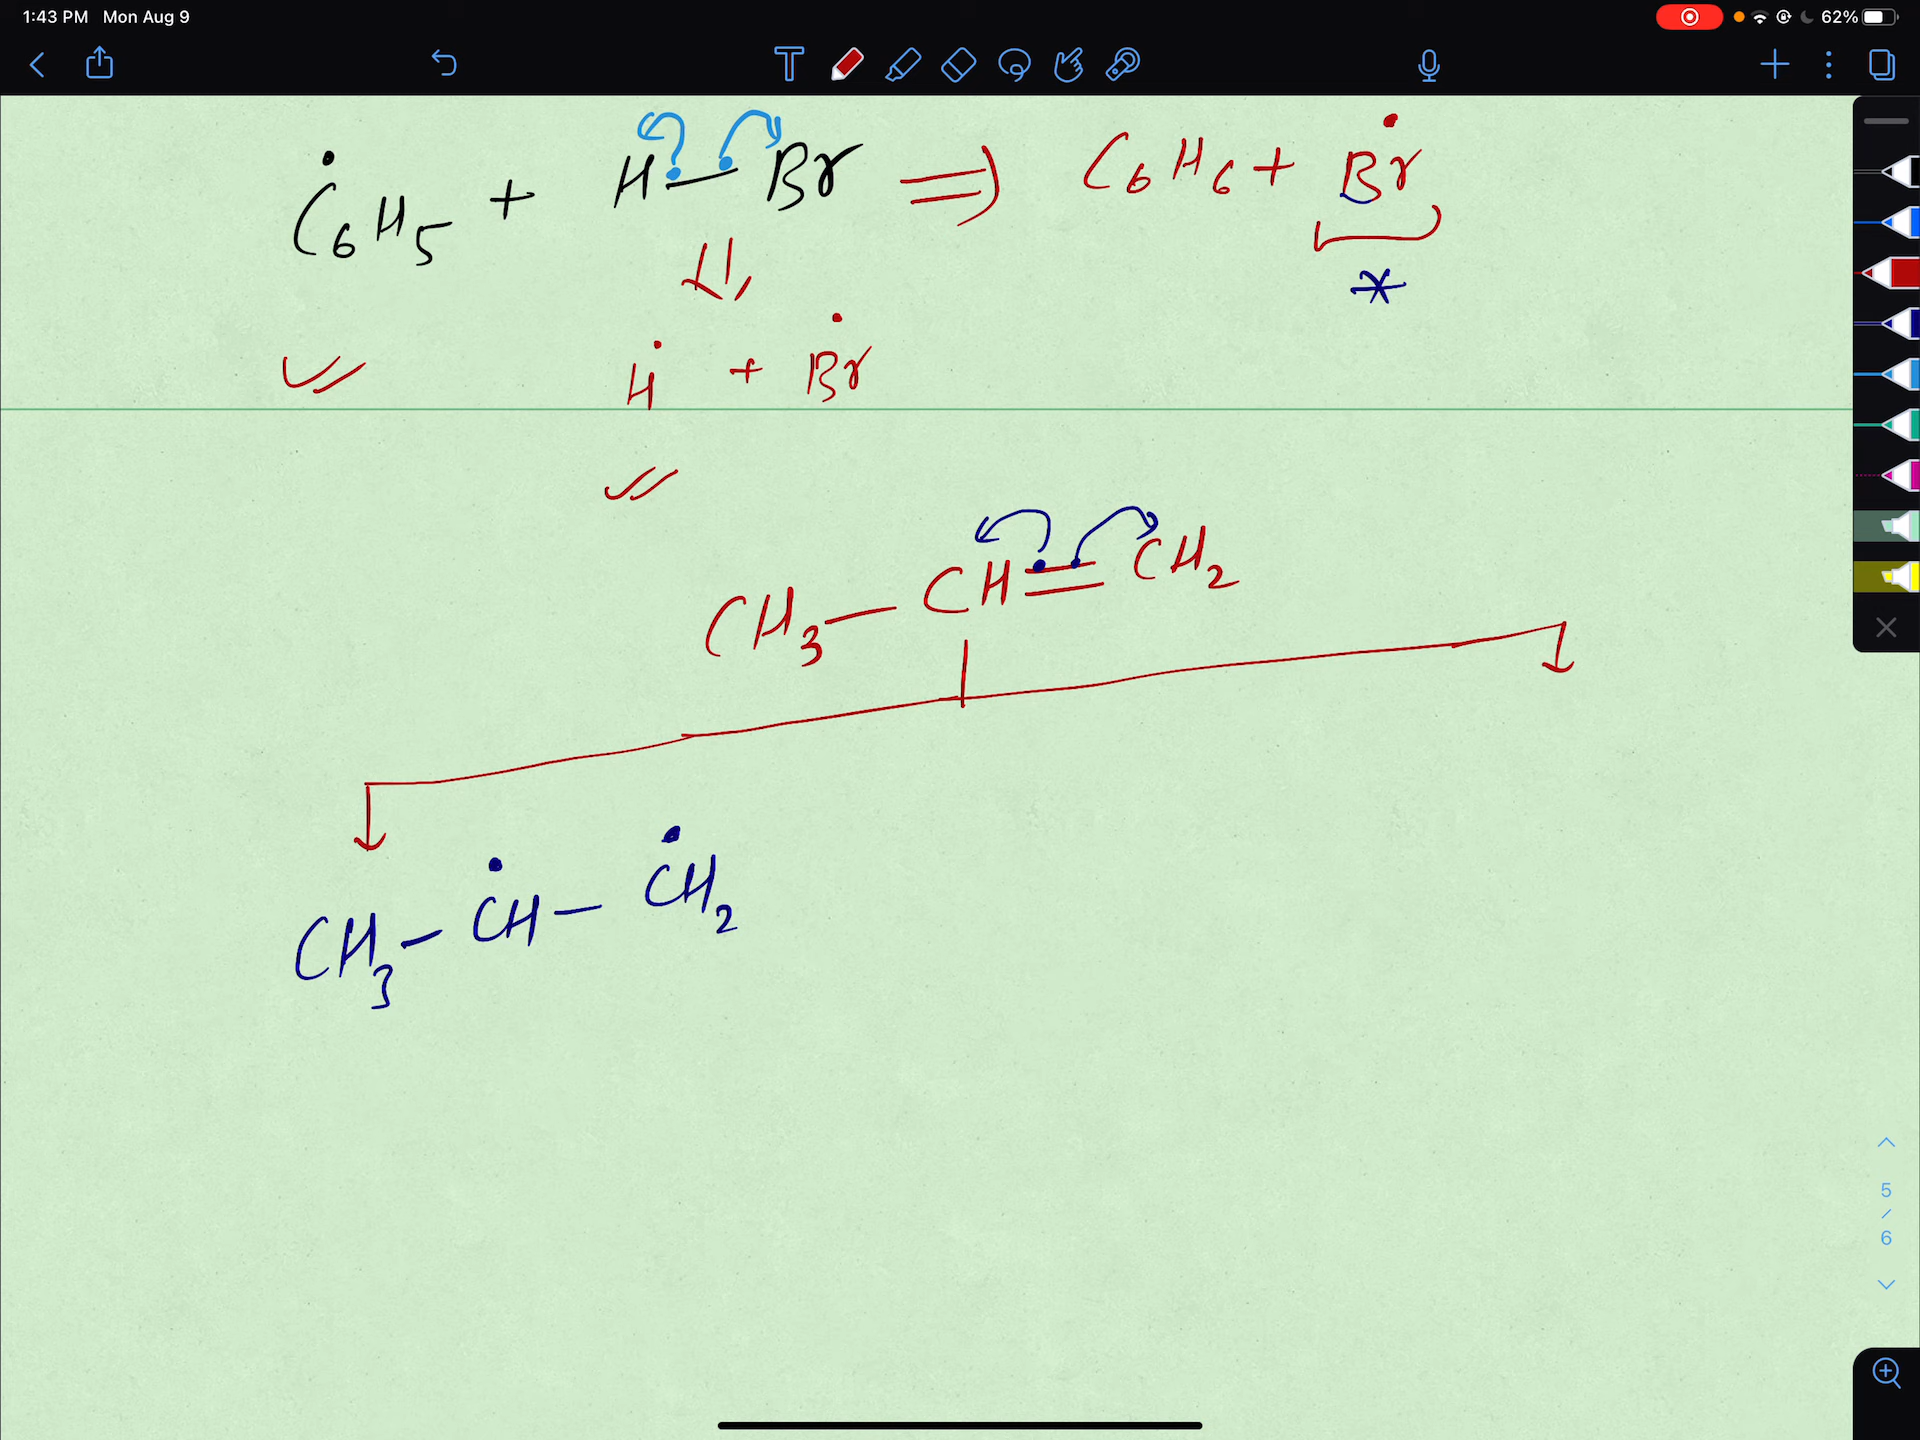 1:43 PM Mon Aug 9 62%
Ċ₆H₅ + H–Br ⇒ C₆H₆ + Ḃr
*
Ḣ + Ḃr
CH₃–CH=CH₂
CH₃–ĊH–ĊH₂
5
/
6